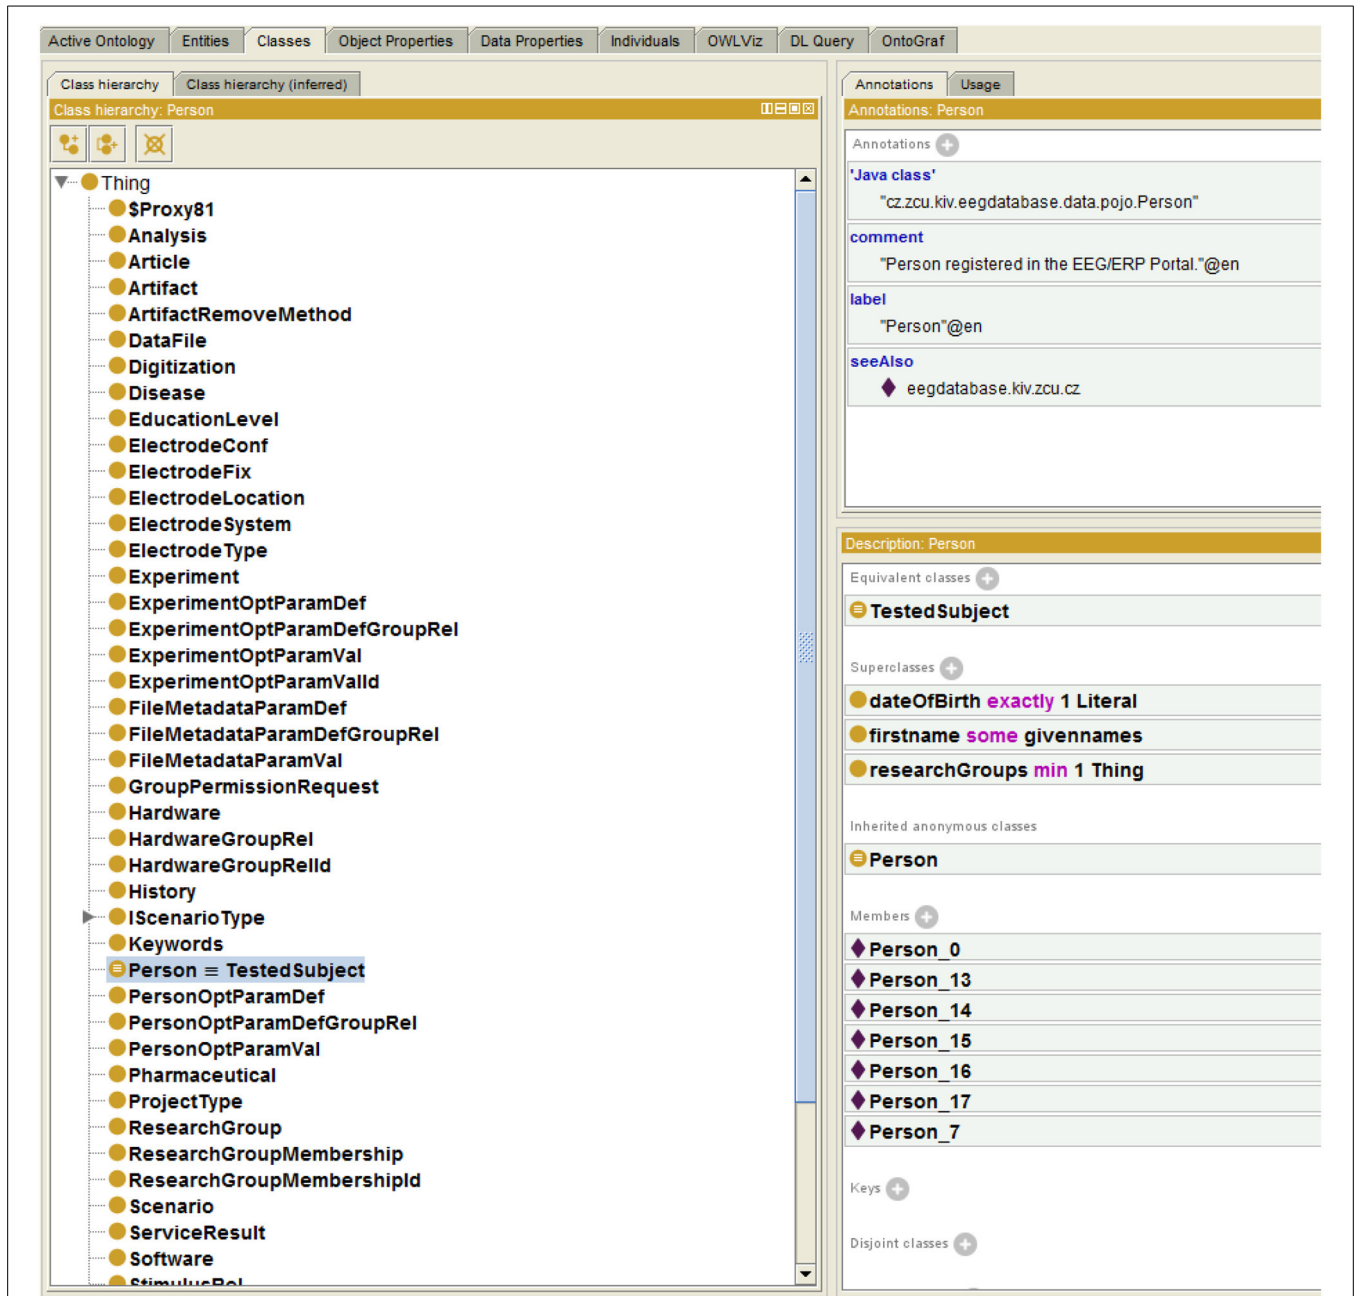 Active Ontology Entities Classes Object Properties Data Properties Individuals OWLViz DL Query OntoGraf
Class hierarchy Class hierarchy (inferred)
Class hierarchy: Person
Thing
$Proxy81
Analysis
Article
Artifact
ArtifactRemoveMethod
DataFile
Digitization
Disease
EducationLevel
ElectrodeConf
ElectrodeFix
ElectrodeLocation
ElectrodeSystem
ElectrodeType
Experiment
ExperimentOptParamDef
ExperimentOptParamDefGroupRel
ExperimentOptParamVal
ExperimentOptParamValId
FileMetadataParamDef
FileMetadataParamDefGroupRel
FileMetadataParamVal
GroupPermissionRequest
Hardware
HardwareGroupRel
HardwareGroupRelId
History
IScenarioType
Keywords
Person ≡ TestedSubject
PersonOptParamDef
PersonOptParamDefGroupRel
PersonOptParamVal
Pharmaceutical
ProjectType
ResearchGroup
ResearchGroupMembership
ResearchGroupMembershipId
Scenario
ServiceResult
Software
StimulusRel
Annotations Usage
Annotations: Person
Annotations
'Java class'
"cz.zcu.kiv.eegdatabase.data.pojo.Person"
comment
"Person registered in the EEG/ERP Portal."@en
label
"Person"@en
seeAlso
eegdatabase.kiv.zcu.cz
Description: Person
Equivalent classes
TestedSubject
Superclasses
dateOfBirth exactly 1 Literal
firstname some givennames
researchGroups min 1 Thing
Inherited anonymous classes
Person
Members
Person_0
Person_13
Person_14
Person_15
Person_16
Person_17
Person_7
Keys
Disjoint classes